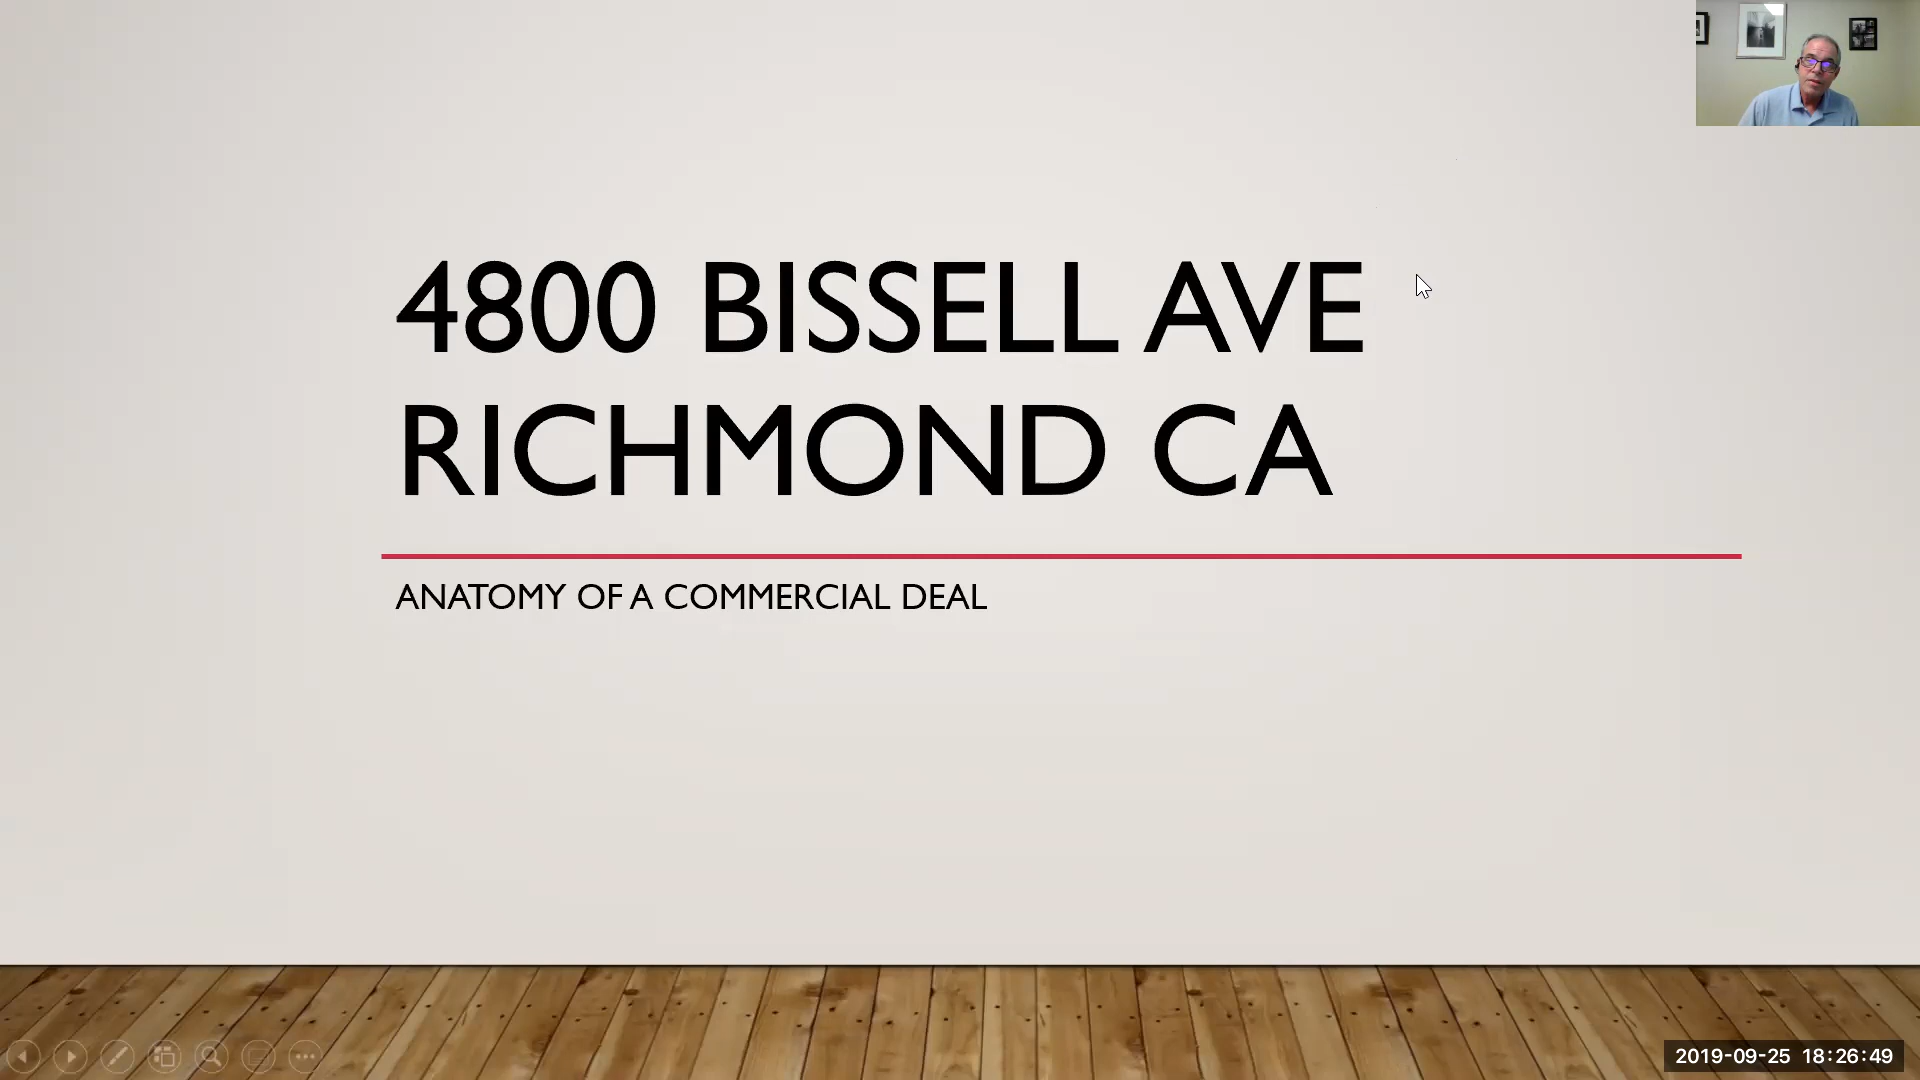 4800 BISSELL AVE
RICHMOND CA
ANATOMY OF A COMMERCIAL DEAL
2019-09-25 18:26:49